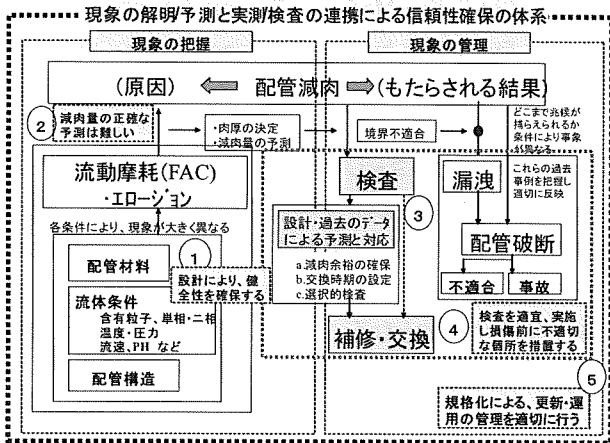 現象の解明/予測と実測/検査の連携による信頼性確保の体系
現象の把握
現象の管理
(原因)
配管減肉
(もたらされる結果)
2
減肉量の正確な
予測は難しい
・肉厚の決定
・減肉量の予測
境界不適合
どこまで兆候が
捕らえられるか
条件により事象
が異なる
流動摩耗(FAC)
・エロージョン
検査
3
漏洩
これらの過去
事例を把握し
適切に反映
各条件により、現象が大きく異なる
1
設計・過去のデータ
による予測と対応
配管破断
配管材料
設計により、健
全性を確保する
a.減肉余裕の確保
b.交換時期の設定
c.選択的検査
不適合
事故
流体条件
含有粒子、単相・二相
温度・圧力
流速、PH など
補修・交換
4
検査を適宜、実施
し損傷前に不適切
な個所を措置する
配管構造
5
規格化による、更新・運
用の管理を適切に行う